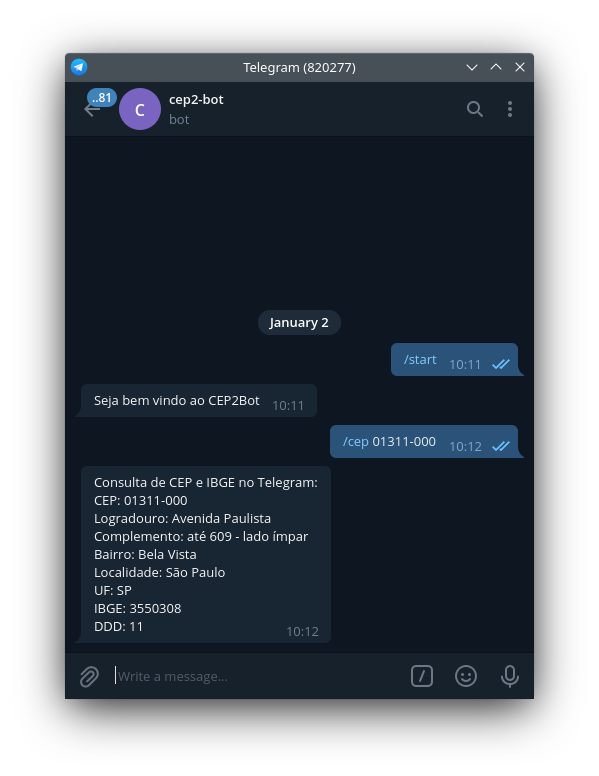 Telegram (820277)
..81
C
cep2-bot
bot
January 2
/start 10:11
Seja bem vindo ao CEP2Bot 10:11
/cep 01311-000 10:12
Consulta de CEP e IBGE no Telegram:
CEP: 01311-000
Logradouro: Avenida Paulista
Complemento: até 609 - lado ímpar
Bairro: Bela Vista
Localidade: São Paulo
UF: SP
IBGE: 3550308
DDD: 11
10:12
Write a message...